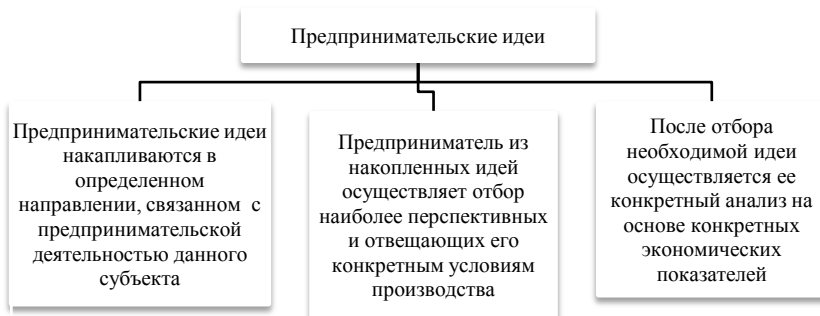 Предпринимательские идеи
Предпринимательские идеи
накапливаются в
определенном
направлении, связанном с
предпринимательской
деятельностью данного
субъекта
Предприниматель из
накопленных идей
осуществляет отбор
наиболее перспективных
и отвещающих его
конкретным условиям
производства
После отбора
необходимой идеи
осуществляется ее
конкретный анализ на
основе конкретных
экономических
показателей